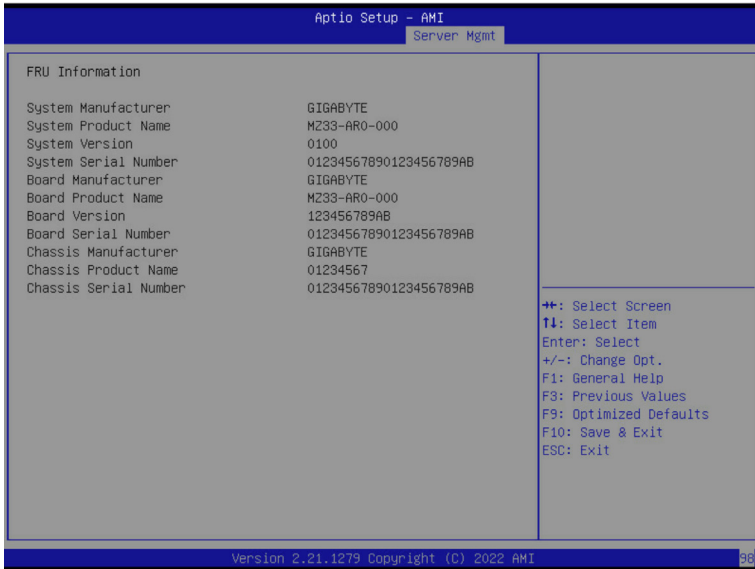 Aptio Setup – AMI
Server Mgmt
FRU Information
System Manufacturer GIGABYTE
System Product Name MZ33-AR0-000
System Version 0100
System Serial Number 01234567890123456789AB
Board Manufacturer GIGABYTE
Board Product Name MZ33-AR0-000
Board Version 123456789AB
Board Serial Number 01234567890123456789AB
Chassis Manufacturer GIGABYTE
Chassis Product Name 01234567
Chassis Serial Number 01234567890123456789AB
→←: Select Screen
↑↓: Select Item
Enter: Select
+/-: Change Opt.
F1: General Help
F3: Previous Values
F9: Optimized Defaults
F10: Save & Exit
ESC: Exit
Version 2.21.1279 Copyright (C) 2022 AMI
98